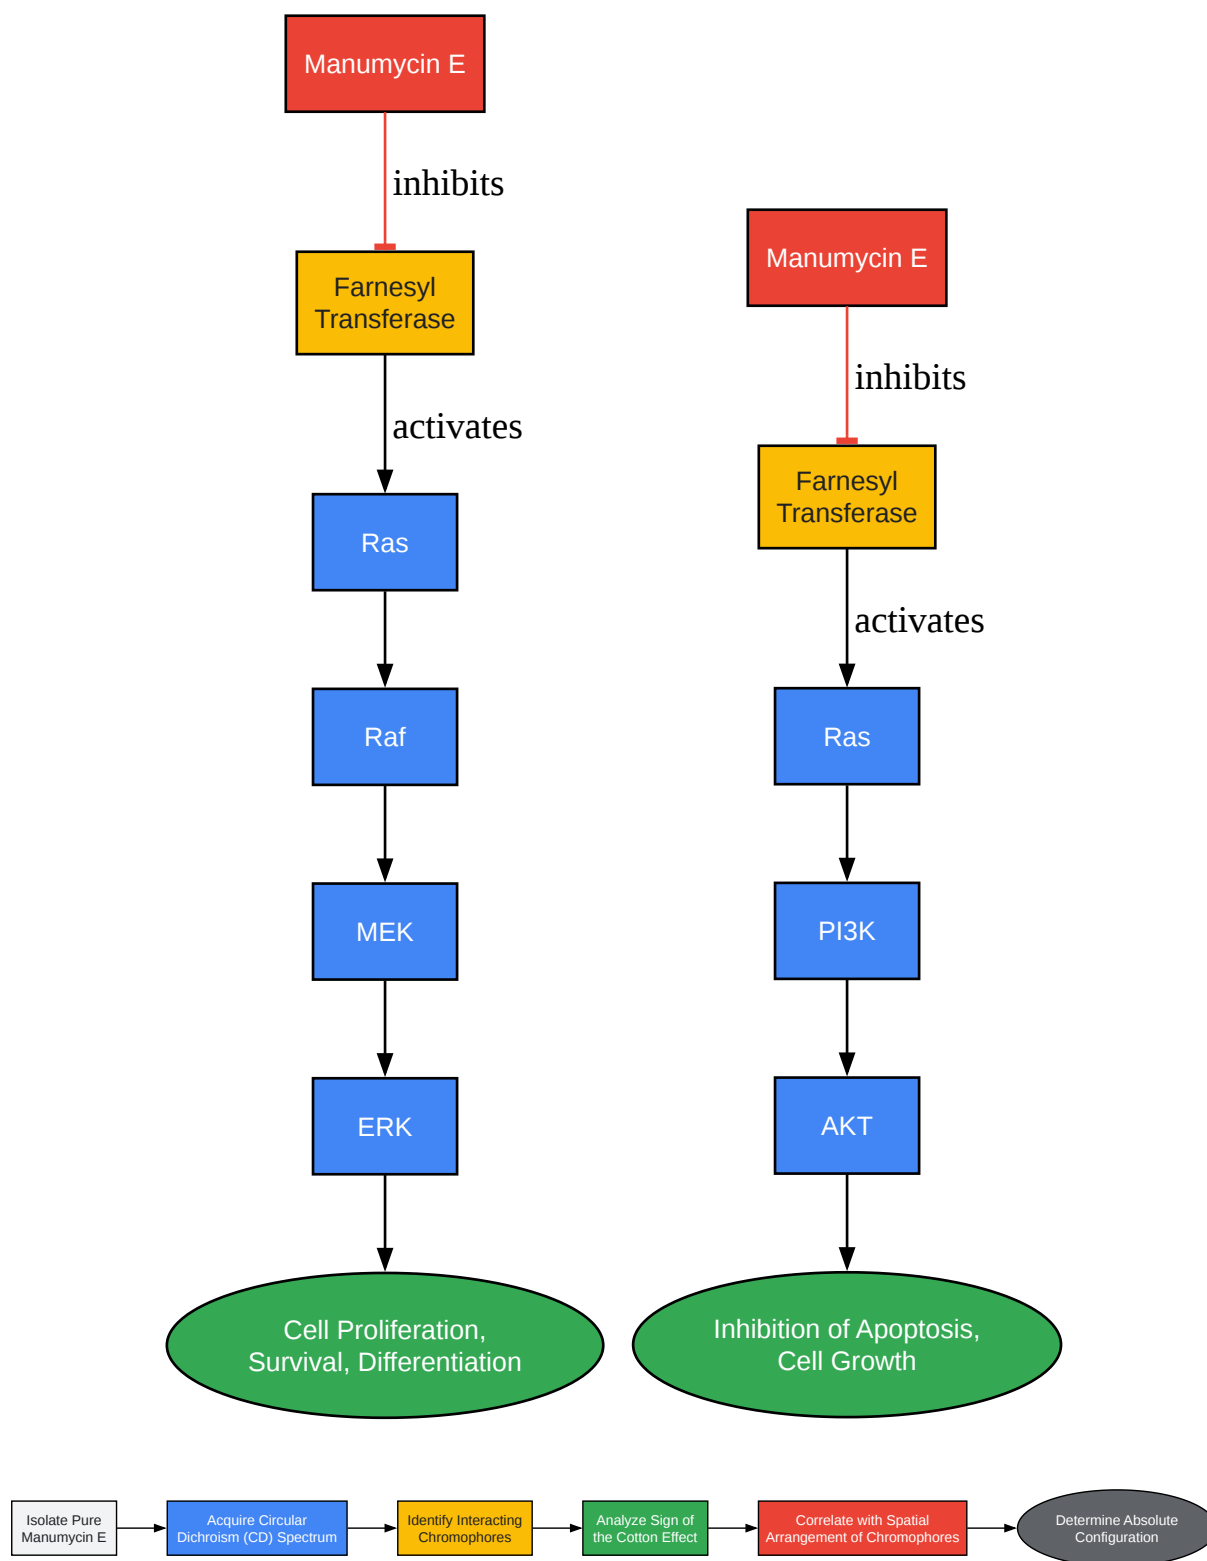 Manumycin E
inhibits
Farnesyl
Transferase
activates
Ras
Raf
MEK
ERK
Cell Proliferation,
Survival, Differentiation
Manumycin E
inhibits
Farnesyl
Transferase
activates
Ras
PI3K
AKT
Inhibition of Apoptosis,
Cell Growth
Isolate Pure
Manumycin E
Acquire Circular
Dichroism (CD) Spectrum
Identify Interacting
Chromophores
Analyze Sign of
the Cotton Effect
Correlate with Spatial
Arrangement of Chromophores
Determine Absolute
Configuration